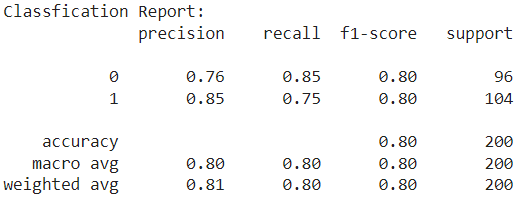 Classfication Report:
precision recall f1-score support
0 0.76 0.85 0.80 96
1 0.85 0.75 0.80 104
accuracy 0.80 200
macro avg 0.80 0.80 0.80 200
weighted avg 0.81 0.80 0.80 200